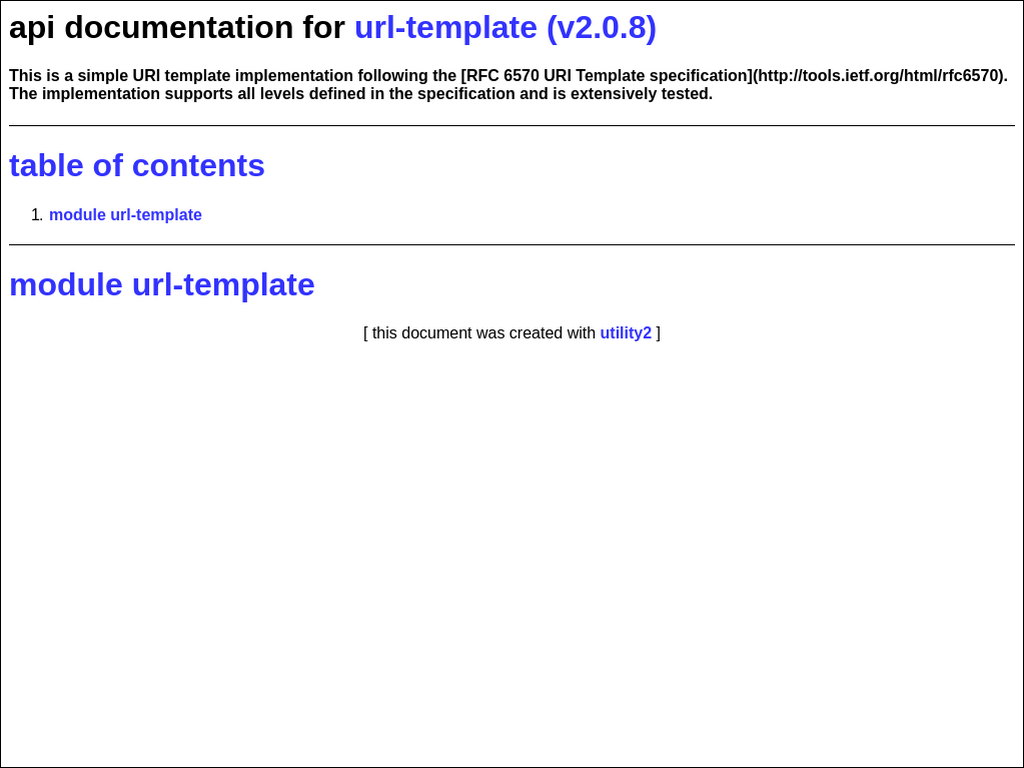 api documentation for url-template (v2.0.8)
This is a simple URI template implementation following the [RFC 6570 URI Template specification](http://tools.ietf.org/html/rfc6570).
The implementation supports all levels defined in the specification and is extensively tested.
table of contents
1. module url-template
module url-template
[ this document was created with utility2 ]